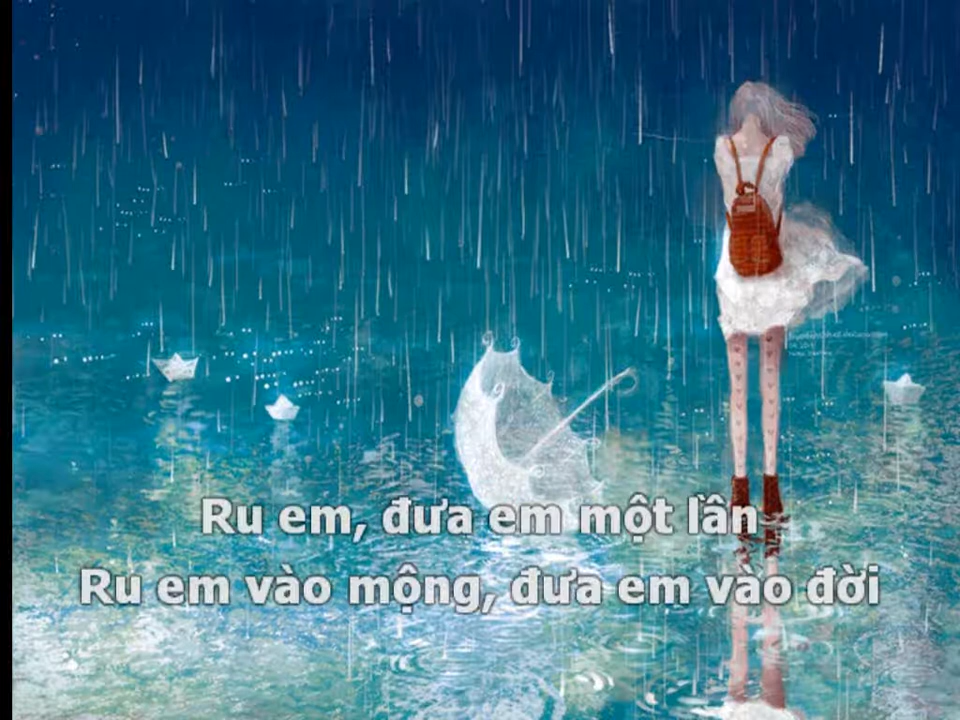 Ru em, đưa em một lần
Ru em vào mộng, đưa em vào đời